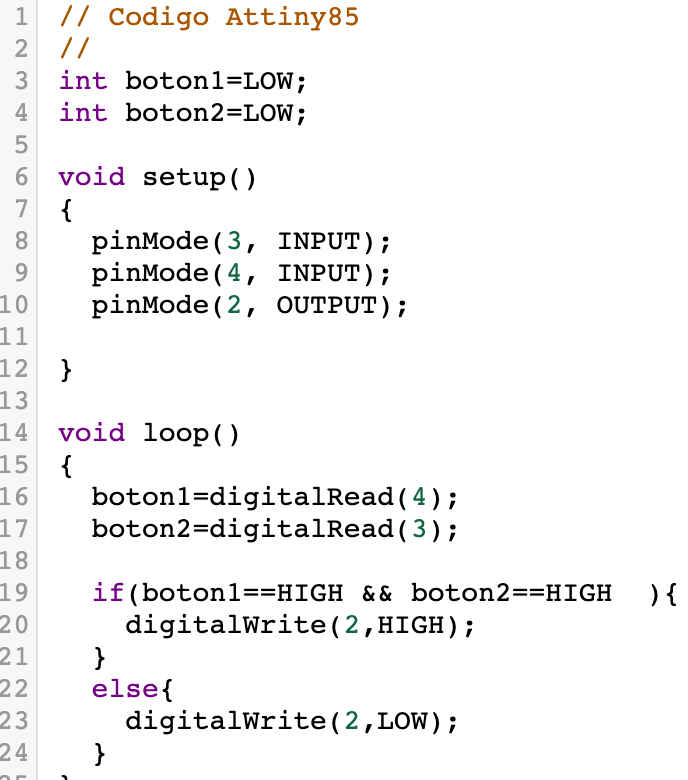 1 // Codigo Attiny85
2 //
3 int boton1=LOW;
4 int boton2=LOW;
5
6 void setup()
7 {
8   pinMode(3, INPUT);
9   pinMode(4, INPUT);
10   pinMode(2, OUTPUT);
11
12 }
13
14 void loop()
15 {
16   boton1=digitalRead(4);
17   boton2=digitalRead(3);
18
19   if(boton1==HIGH && boton2==HIGH  ){
20     digitalWrite(2,HIGH);
21   }
22   else{
23     digitalWrite(2,LOW);
24   }